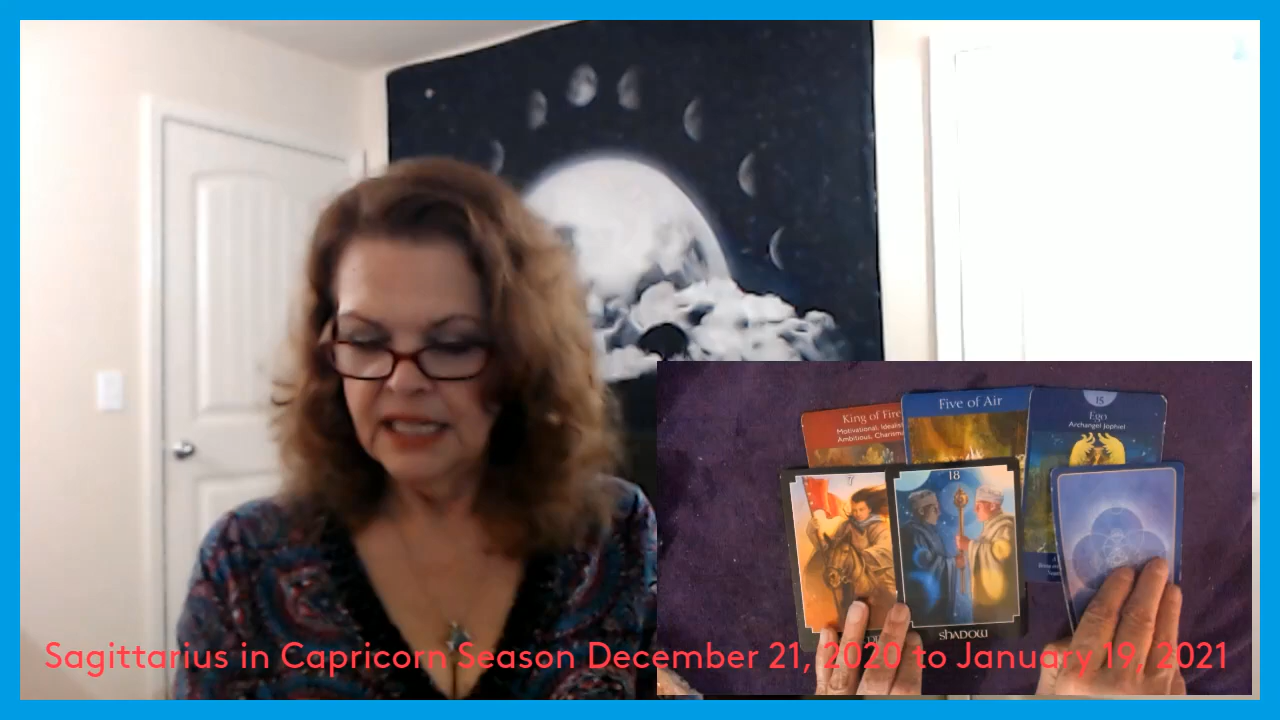 King of Fire
Motivational, Idealis
Ambitious, Charism
Five of Air
15
Ego
Archangel Jophiel
7
18
SHADOW
Sagittarius in Capricorn Season December 21, 2020 to January 19, 2021